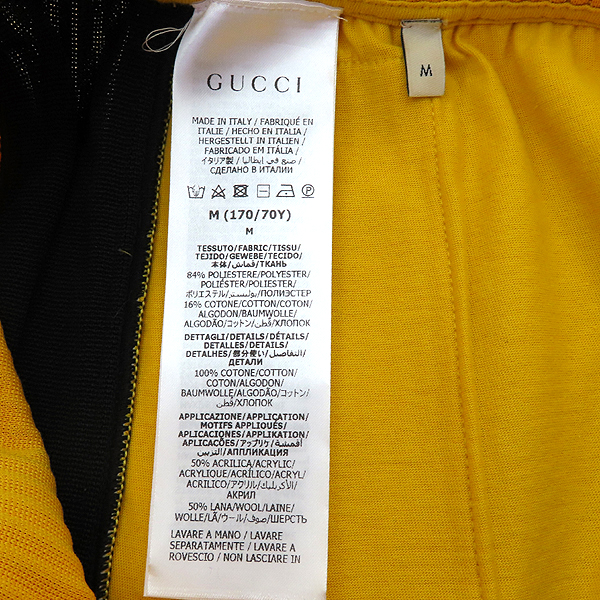 GUCCI
M
MADE IN ITALY / FABRIQUÉ EN
ITALIE / HECHO EN ITALIA /
HERGESTELLT IN ITALIEN /
FABRICADO EM ITÁLIA /
イタリア製 / صنع في إيطاليا /
СДЕЛАНО В ИТАЛИИ
M (170/70Y)
M
TESSUTO/FABRIC/TISSU/
TEJIDO/GEWEBE/TECIDO/
本体/قماش/ТКАНЬ
84% POLIESTERE/POLYESTER/
POLIÉSTER/POLYESTER/
ポリエステル/بوليستر/ПОЛИЭСТЕР
16% COTONE/COTTON/COTON/
ALGODON/BAUMWOLLE/
ALGODÃO/コットン/قطن/ХЛОПОК
DETTAGLI/DETAILS/DÉTAILS/
DETALLES/DETAILS/
DETALHES/部分使い/التفاصيل/
ДЕТАЛИ
100% COTONE/COTTON/
COTON/ALGODON/
BAUMWOLLE/ALGODÃO/コットン
/قطن/ХЛОПОК
APPLICAZIONE/APPLICATION/
MOTIFS APPLIQUÉS/
APLICACIONES/APPLIKATION/
APLICAÇÕES/アップリケ/أقمشة
التزيين/АППЛИКАЦИИ
50% ACRILICA/ACRYLIC/
ACRYLIQUE/ACRÍLICO/ACRYL/
ACRILICO/アクリル/الأكريليك/
АКРИЛ
50% LANA/WOOL/LAINE/
WOLLE/LÃ/ウール/صوف/ШЕРСТЬ
LAVARE A MANO / LAVARE
SEPARATAMENTE / LAVARE A
ROVESCIO / NON LASCIARE IN